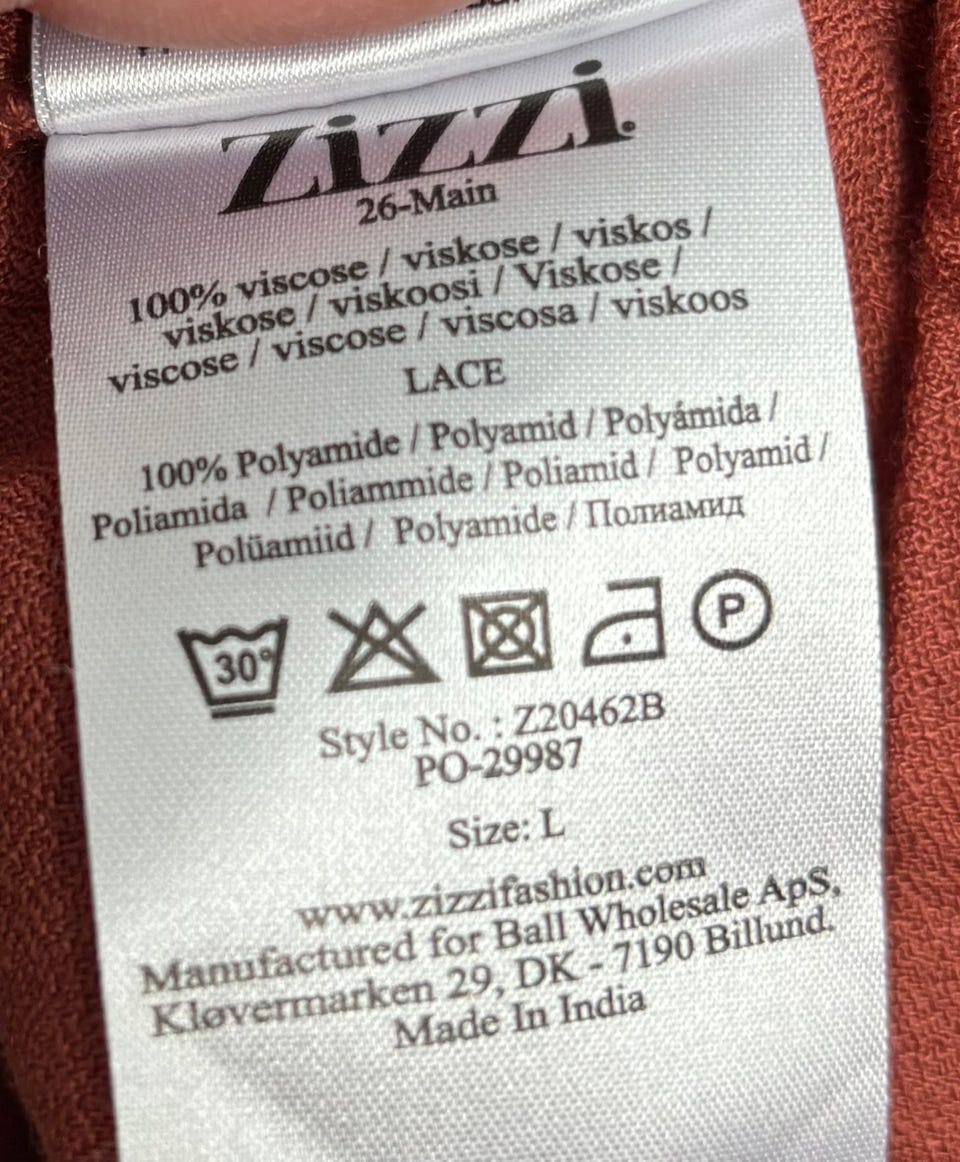 Zizzi.
26-Main
100% viscose / viskose / viskos /
viskose / viskoosi / Viskose /
viscose / viscose / viscosa / viskoos
LACE
100% Polyamide / Polyamid / Polyámida /
Poliamida / Poliammide / Poliamid / Polyamid /
Polüamiid / Polyamide / Полиамид
30°
P
Style No. : Z20462B
PO-29987
Size: L
www.zizzifashion.com
Manufactured for Ball Wholesale ApS,
Kløvermarken 29, DK - 7190 Billund.
Made In India